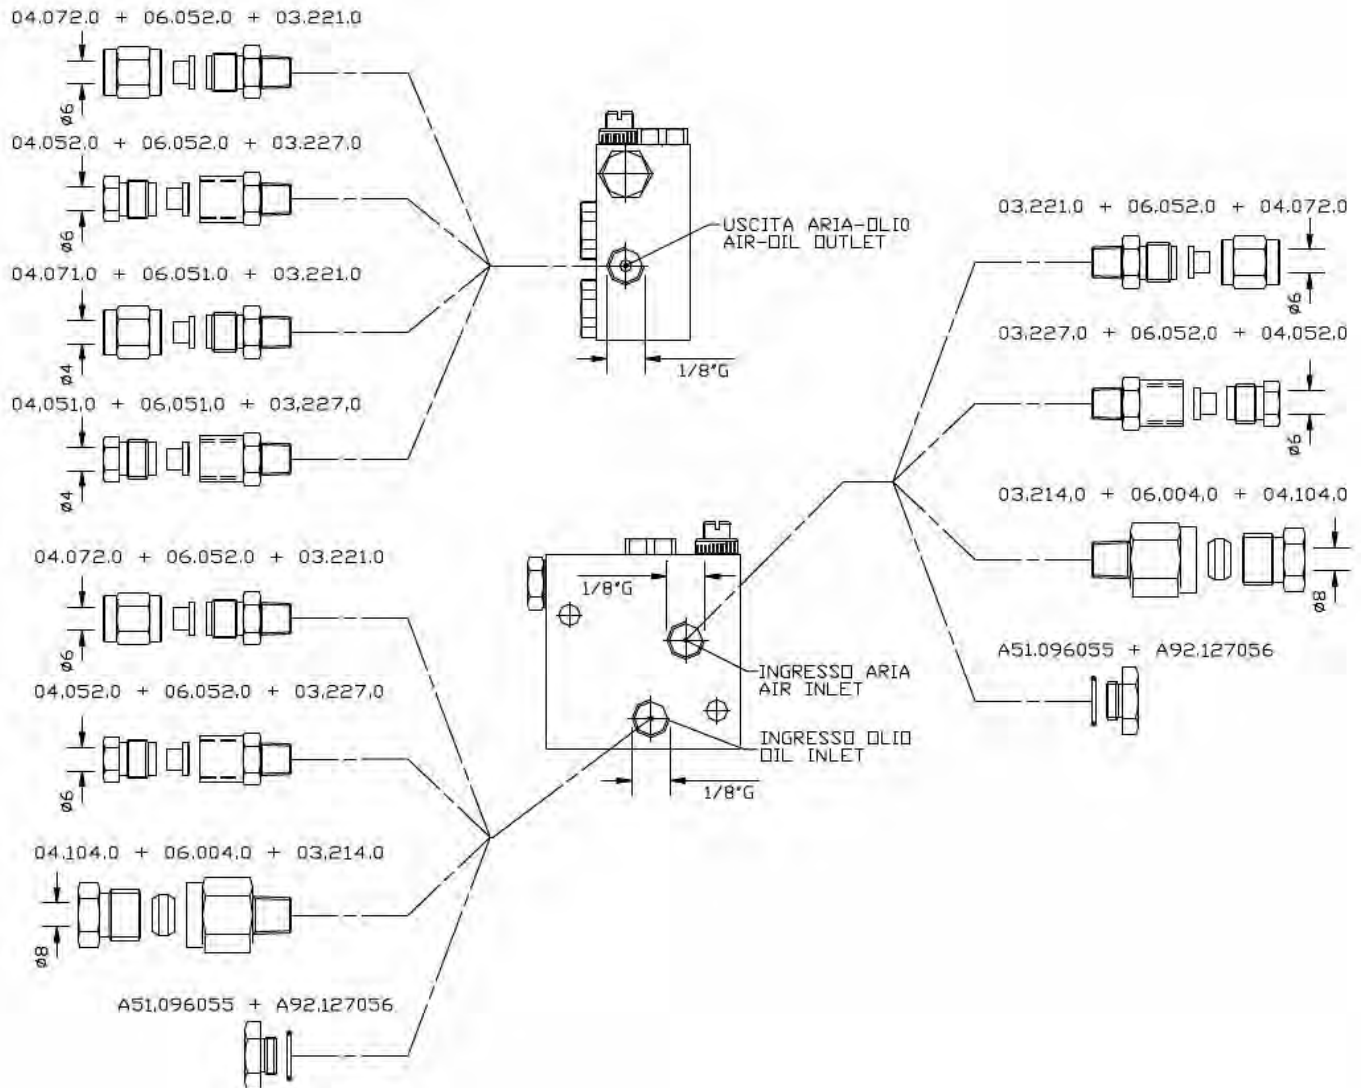 04.072.0 + 06.052.0 + 03.221.0
ø6
04.052.0 + 06.052.0 + 03.227.0
ø6
04.071.0 + 06.051.0 + 03.221.0
ø4
04.051.0 + 06.051.0 + 03.227.0
ø4
USCITA ARIA-OLIO
AIR-OIL OUTLET
1/8"G
03.221.0 + 06.052.0 + 04.072.0
ø6
03.227.0 + 06.052.0 + 04.052.0
ø6
03.214.0 + 06.004.0 + 04.104.0
ø8
A51.096055 + A92.127056
04.072.0 + 06.052.0 + 03.221.0
ø6
04.052.0 + 06.052.0 + 03.227.0
ø6
04.104.0 + 06.004.0 + 03.214.0
ø8
A51.096055 + A92.127056
1/8"G
INGRESSO ARIA
AIR INLET
INGRESSO OLIO
OIL INLET
1/8"G